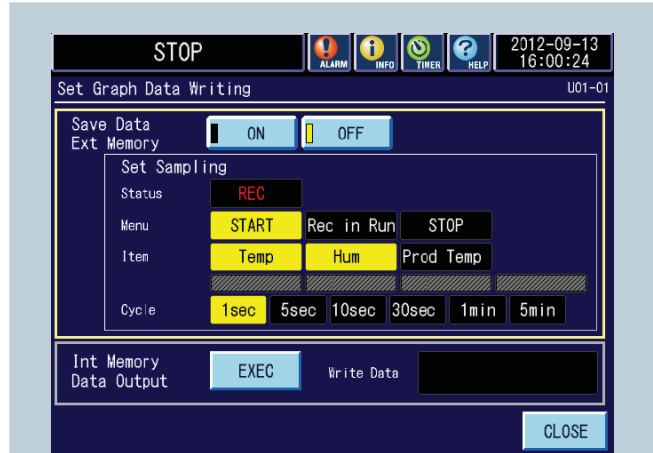 STOP
ALARM
INFO
TIMER
HELP
2012-09-13
16:00:24
Set Graph Data Writing U01-01
Save Data
Ext Memory
ON OFF
Set Sampling
Status REC
Menu START Rec in Run STOP
Item Temp Hum Prod Temp
Cycle 1sec 5sec 10sec 30sec 1min 5min
Int Memory
Data Output
EXEC Write Data
CLOSE